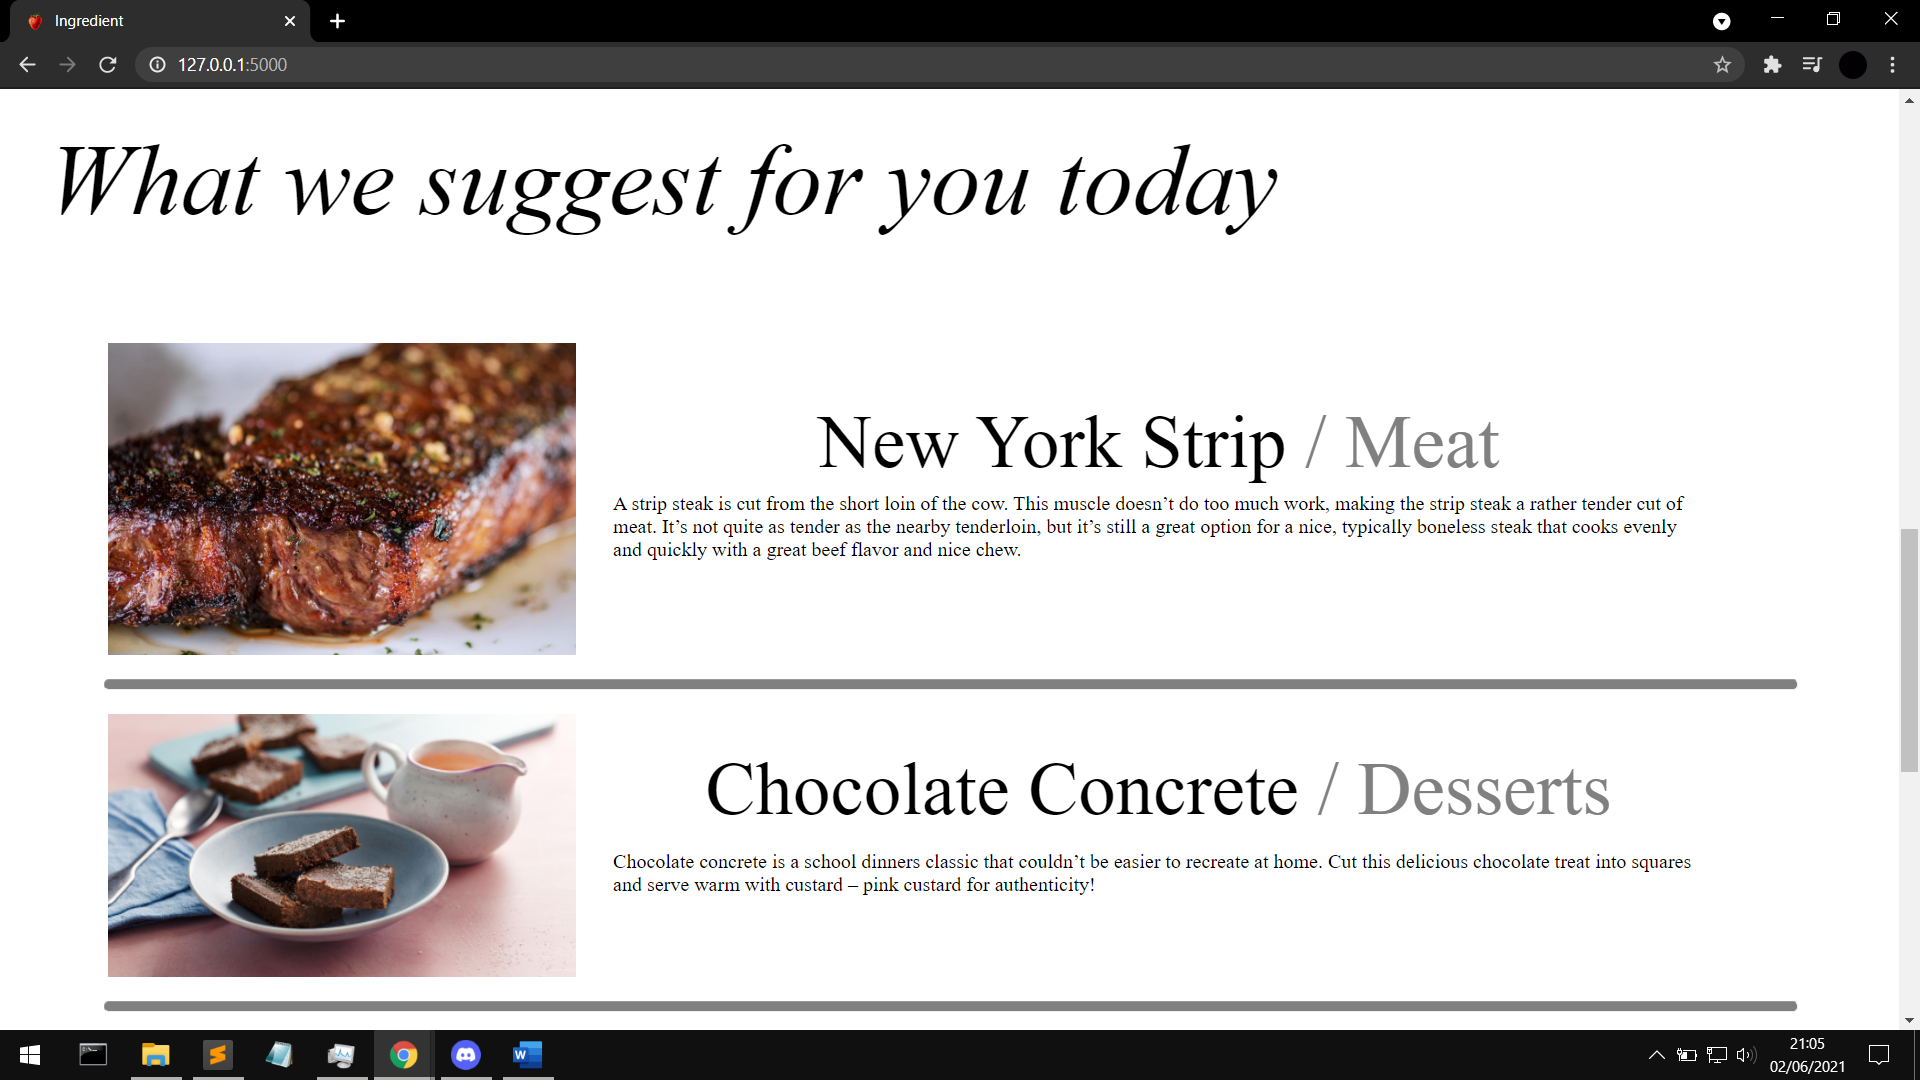 Ingredient
127.0.0.1:5000
What we suggest for you today
New York Strip / Meat
A strip steak is cut from the short loin of the cow. This muscle doesn’t do too much work, making the strip steak a rather tender cut of
meat. It’s not quite as tender as the nearby tenderloin, but it’s still a great option for a nice, typically boneless steak that cooks evenly
and quickly with a great beef flavor and nice chew.
Chocolate Concrete / Desserts
Chocolate concrete is a school dinners classic that couldn’t be easier to recreate at home. Cut this delicious chocolate treat into squares
and serve warm with custard – pink custard for authenticity!
21:05
02/06/2021